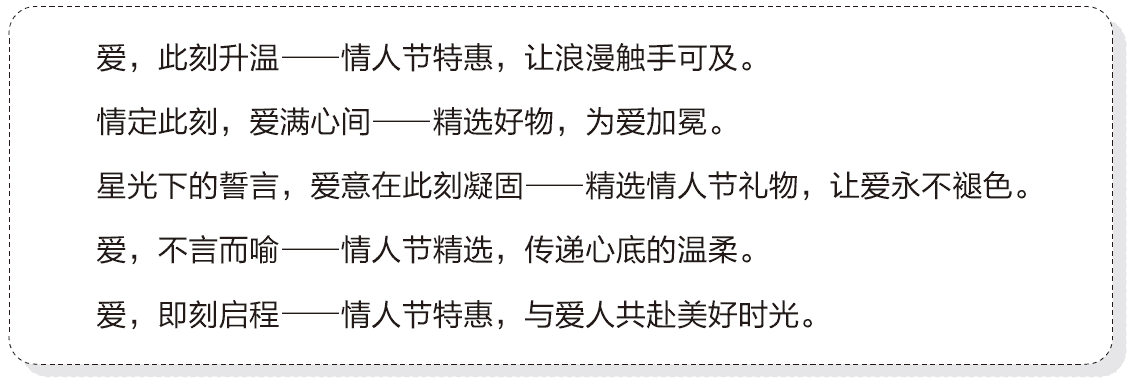 爱，此刻升温——情人节特惠，让浪漫触手可及。
情定此刻，爱满心间——精选好物，为爱加冕。
星光下的誓言，爱意在此刻凝固——精选情人节礼物，让爱永不褪色。
爱，不言而喻——情人节精选，传递心底的温柔。
爱，即刻启程——情人节特惠，与爱人共赴美好时光。